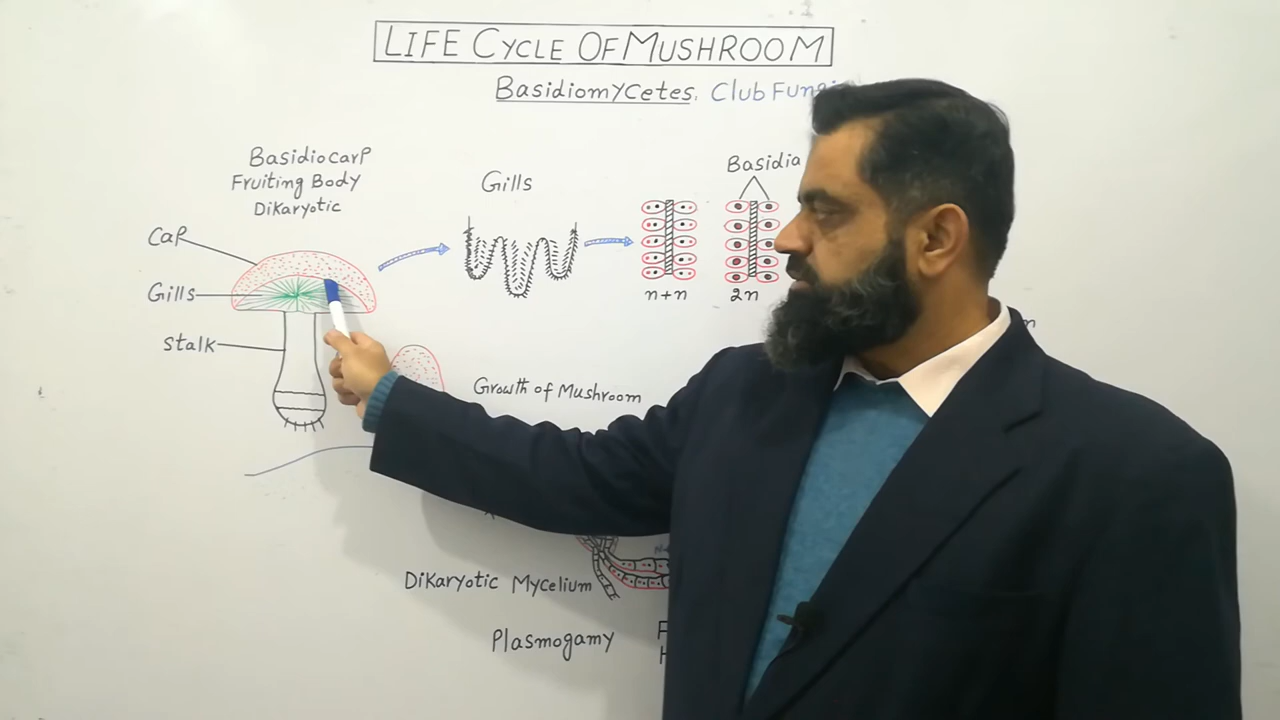 LIFE CYCLE OF MUSHROOM
Basidiomycetes. Club Fungi
Basidiocarp
Fruiting Body
Dikaryotic
Cap
Gills
Stalk
Gills
Basidia
n+n
2n
Growth of Mushroom
Dikaryotic Mycelium
Plasmogamy